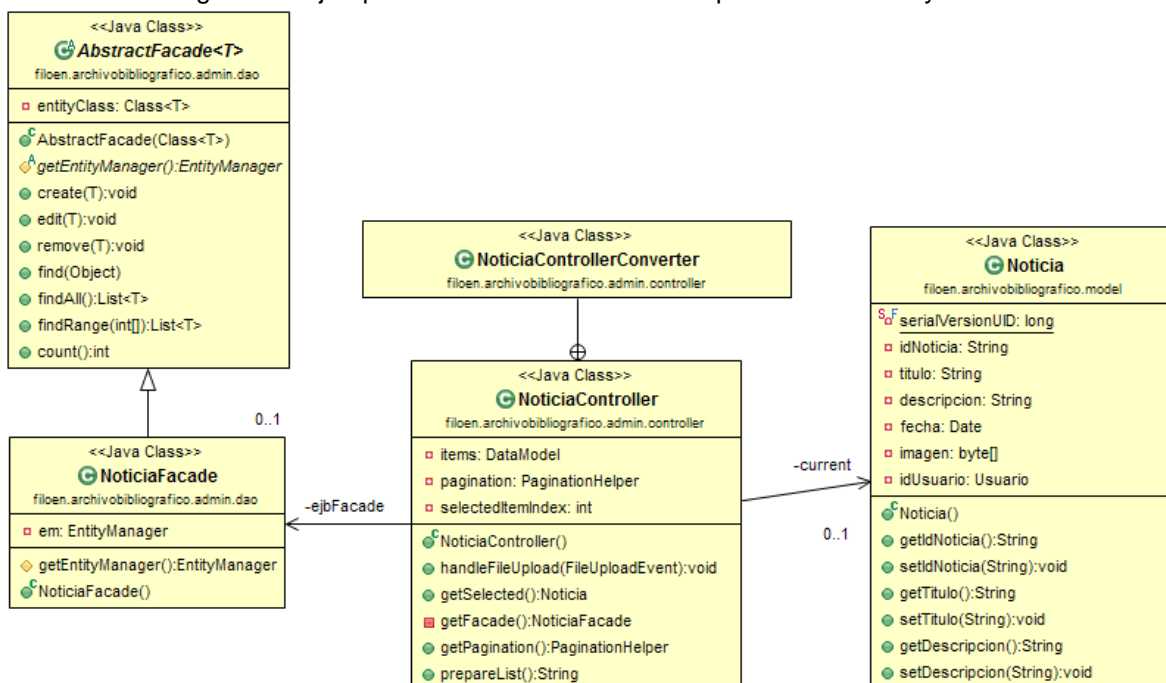 <<Java Class>>
AbstractFacade<T>
filoen.archivobibliografico.admin.dao
entityClass: Class<T>
AbstractFacade(Class<T>)
getEntityManager():EntityManager
create(T):void
edit(T):void
remove(T):void
find(Object)
findAll():List<T>
findRange(int[]):List<T>
count():int
0..1
<<Java Class>>
NoticiaFacade
filoen.archivobibliografico.admin.dao
em: EntityManager
getEntityManager():EntityManager
NoticiaFacade()
-ejbFacade
<<Java Class>>
NoticiaControllerConverter
filoen.archivobibliografico.admin.controller
<<Java Class>>
NoticiaController
filoen.archivobibliografico.admin.controller
items: DataModel
pagination: PaginationHelper
selectedItemIndex: int
NoticiaController()
handleFileUpload(FileUploadEvent):void
getSelected():Noticia
getFacade():NoticiaFacade
getPagination():PaginationHelper
prepareList():String
-current
0..1
<<Java Class>>
Noticia
filoen.archivobibliografico.model
serialVersionUID: long
idNoticia: String
titulo: String
descripcion: String
fecha: Date
imagen: byte[]
idUsuario: Usuario
Noticia()
getIdNoticia():String
setIdNoticia(String):void
getTitulo():String
setTitulo(String):void
getDescripcion():String
setDescripcion(String):void